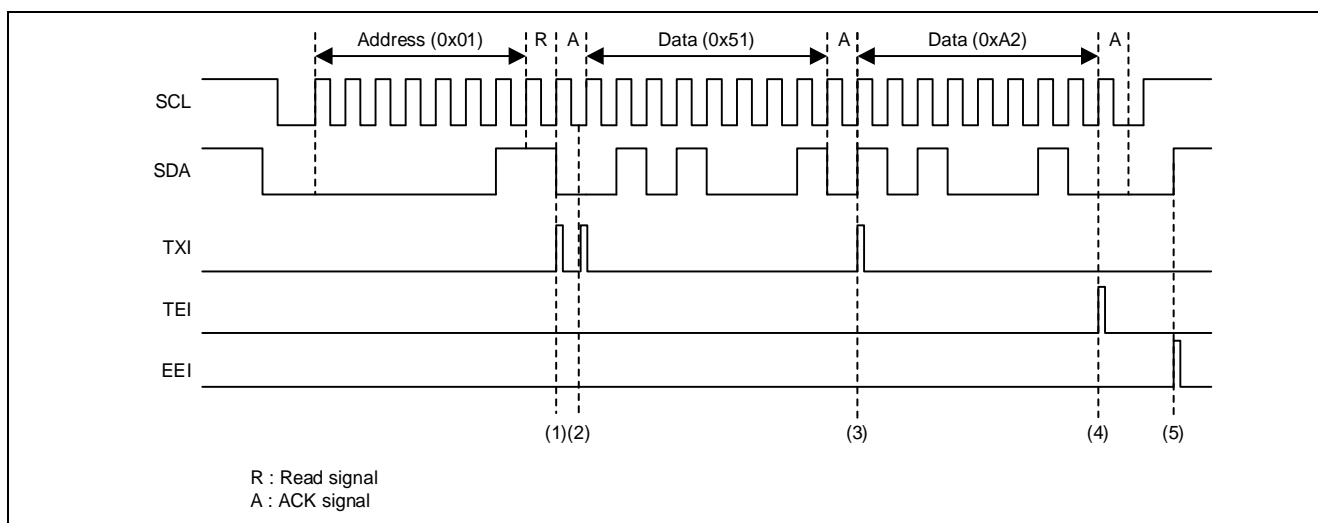 Address (0x01) R A Data (0x51) A Data (0xA2) A
SCL
SDA
TXI
TEI
EEI
(1)(2) (3) (4) (5)
R : Read signal
A : ACK signal